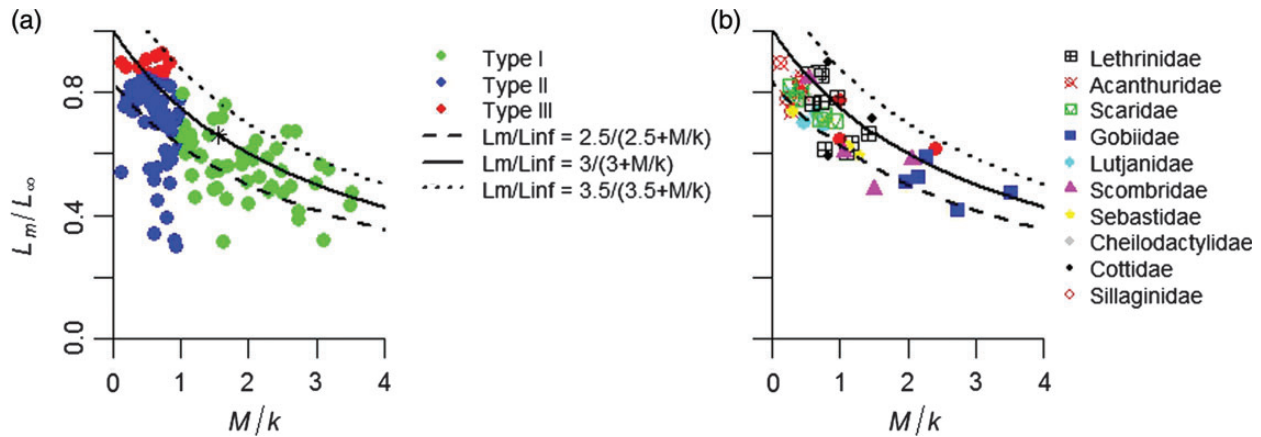 (a)
(b)
Lm/L∞
0.0
0.4
0.8
0
1
2
3
4
M/k
Type I
Type II
Type III
Lm/Linf = 2.5/(2.5+M/k)
Lm/Linf = 3/(3+M/k)
Lm/Linf = 3.5/(3.5+M/k)
0
1
2
3
4
M/k
Lethrinidae
Acanthuridae
Scaridae
Gobiidae
Lutjanidae
Scombridae
Sebastidae
Cheilodactylidae
Cottidae
Sillaginidae